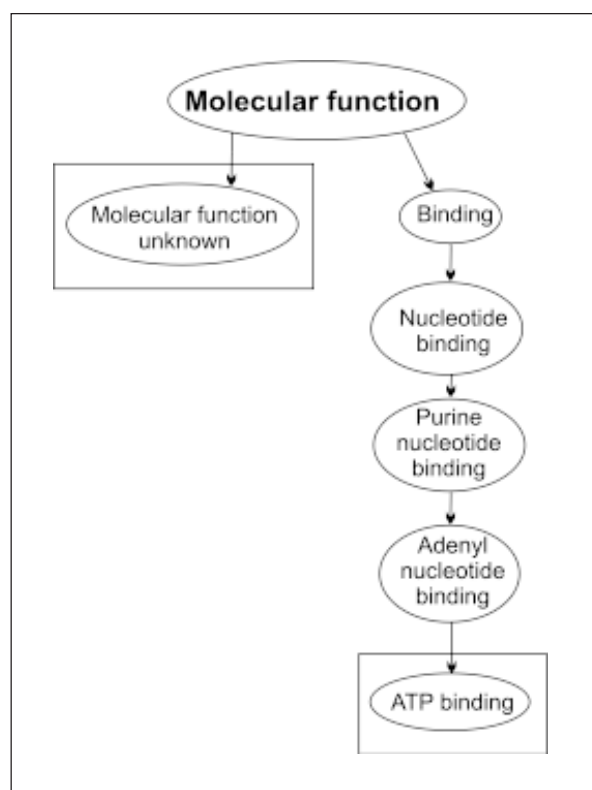 Molecular function
Molecular function
unknown
Binding
Nucleotide
binding
Purine
nucleotide
binding
Adenyl
nucleotide
binding
ATP binding